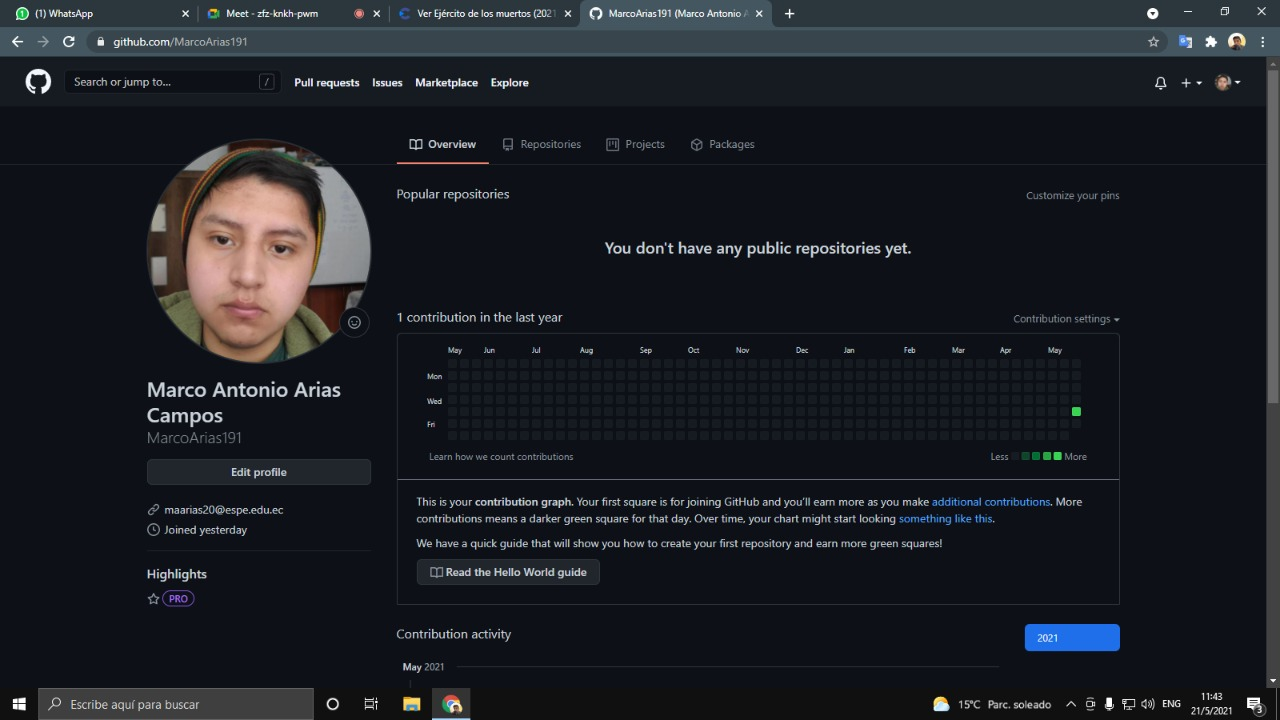 (1) WhatsApp
Meet - zfz-knkh-pwm
Ver Ejército de los muertos (2021
MarcoArias191 (Marco Antonio A
github.com/MarcoArias191
Search or jump to...
/
Pull requests
Issues
Marketplace
Explore
Overview
Repositories
Projects
Packages
Popular repositories
Customize your pins
You don't have any public repositories yet.
1 contribution in the last year
Contribution settings
May Jun Jul Aug Sep Oct Nov Dec Jan Feb Mar Apr May
Mon
Wed
Fri
Learn how we count contributions
Less
More
This is your contribution graph. Your first square is for joining GitHub and you'll earn more as you make additional contributions. More
contributions means a darker green square for that day. Over time, your chart might start looking something like this.
We have a quick guide that will show you how to create your first repository and earn more green squares!
Read the Hello World guide
Marco Antonio Arias
Campos
MarcoArias191
Edit profile
maarias20@espe.edu.ec
Joined yesterday
Highlights
PRO
Contribution activity
2021
May 2021
Escribe aquí para buscar
15°C Parc. soleado
ENG
11:43
21/5/2021
3